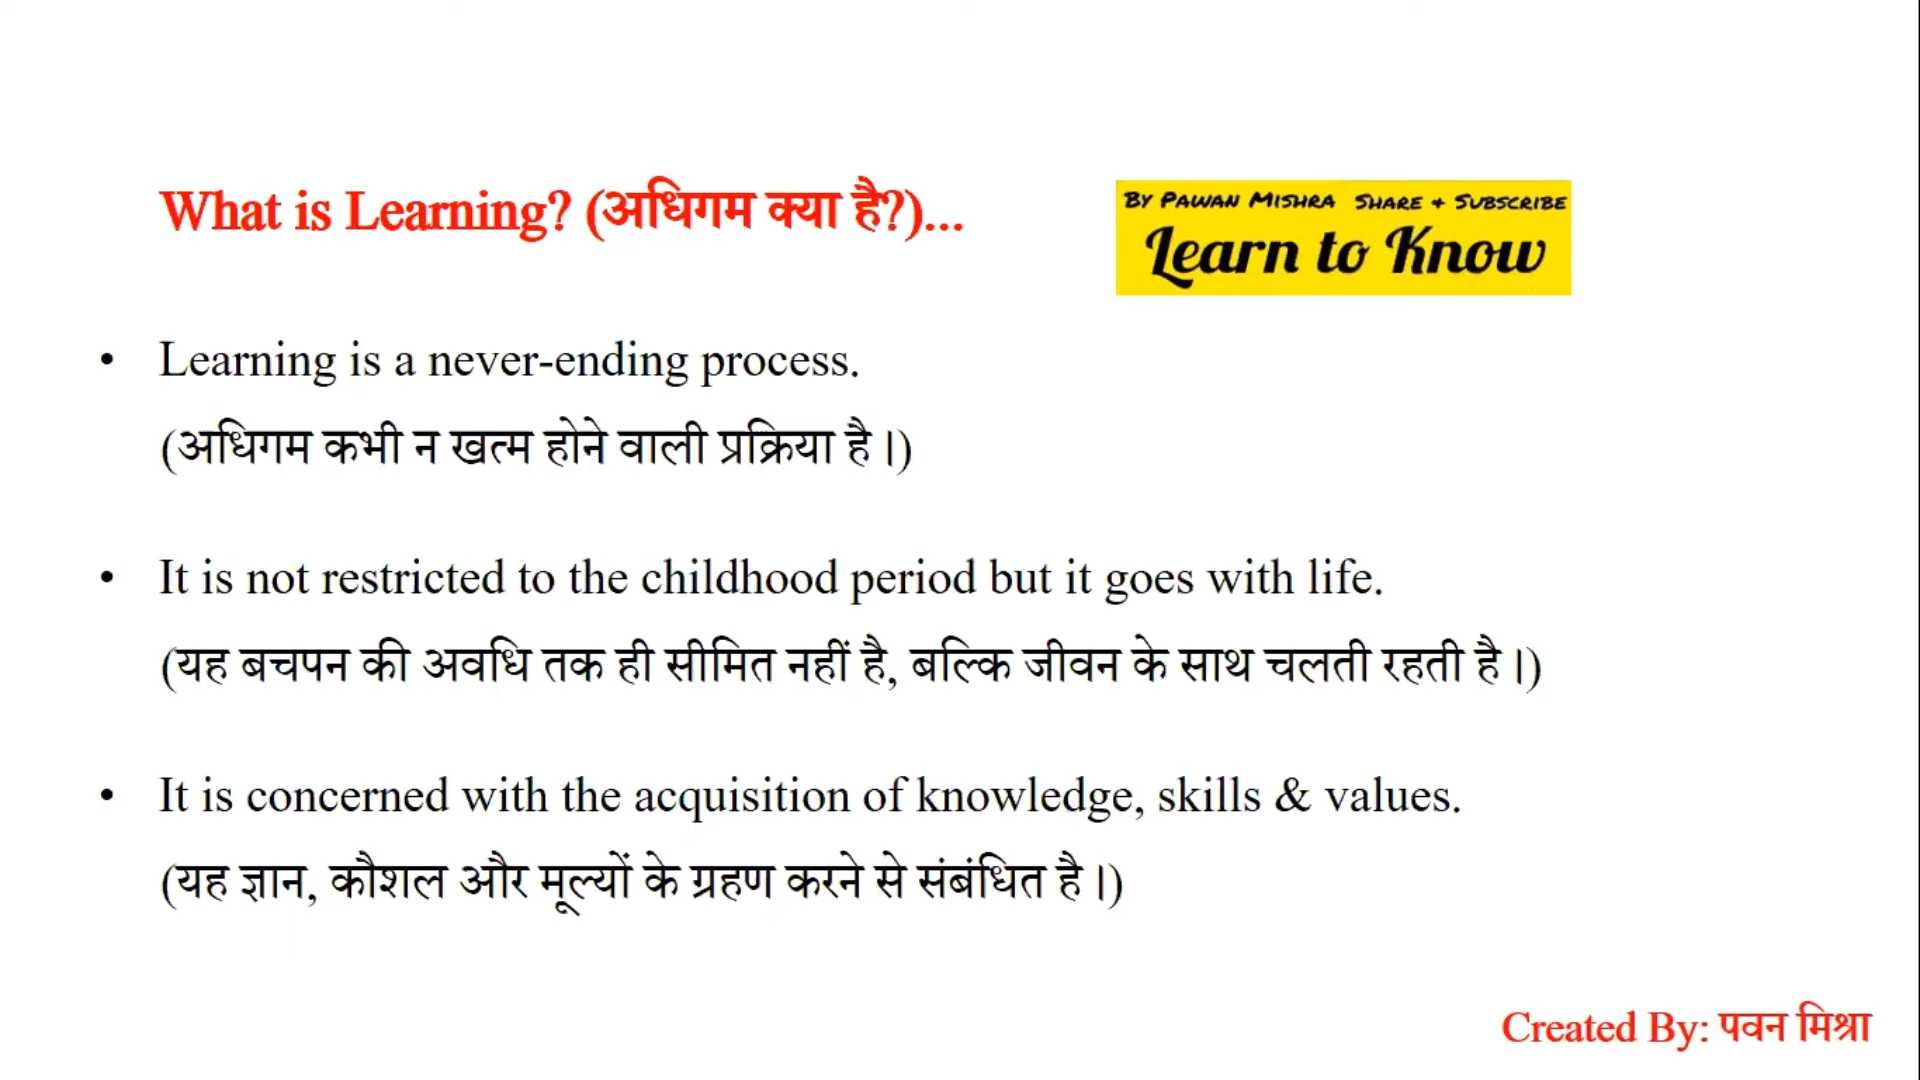 What is Learning? (अधिगम क्या है?)...
By Pawan Mishra Share + Subscribe
Learn to Know
• Learning is a never-ending process.
(अधिगम कभी न खत्म होने वाली प्रक्रिया है।)
• It is not restricted to the childhood period but it goes with life.
(यह बचपन की अवधि तक ही सीमित नहीं है, बल्कि जीवन के साथ चलती रहती है।)
• It is concerned with the acquisition of knowledge, skills & values.
(यह ज्ञान, कौशल और मूल्यों के ग्रहण करने से संबंधित है।)
Created By: पवन मिश्रा